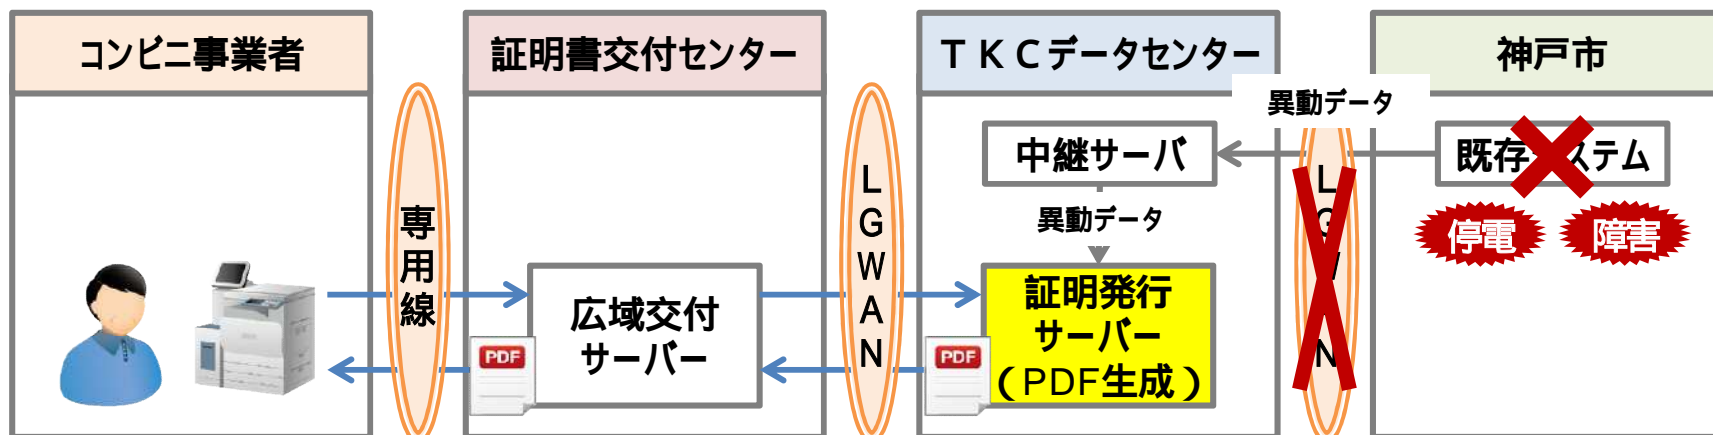 コンビニ事業者
証明書交付センター
ＴＫＣデータセンター
神戸市
異動データ
中継サーバ
既存システム
異動データ
停電
障害
専用線
LGWAN
LGWAN
広域交付
サーバー
証明発行
サーバー
（PDF生成）
PDF
PDF